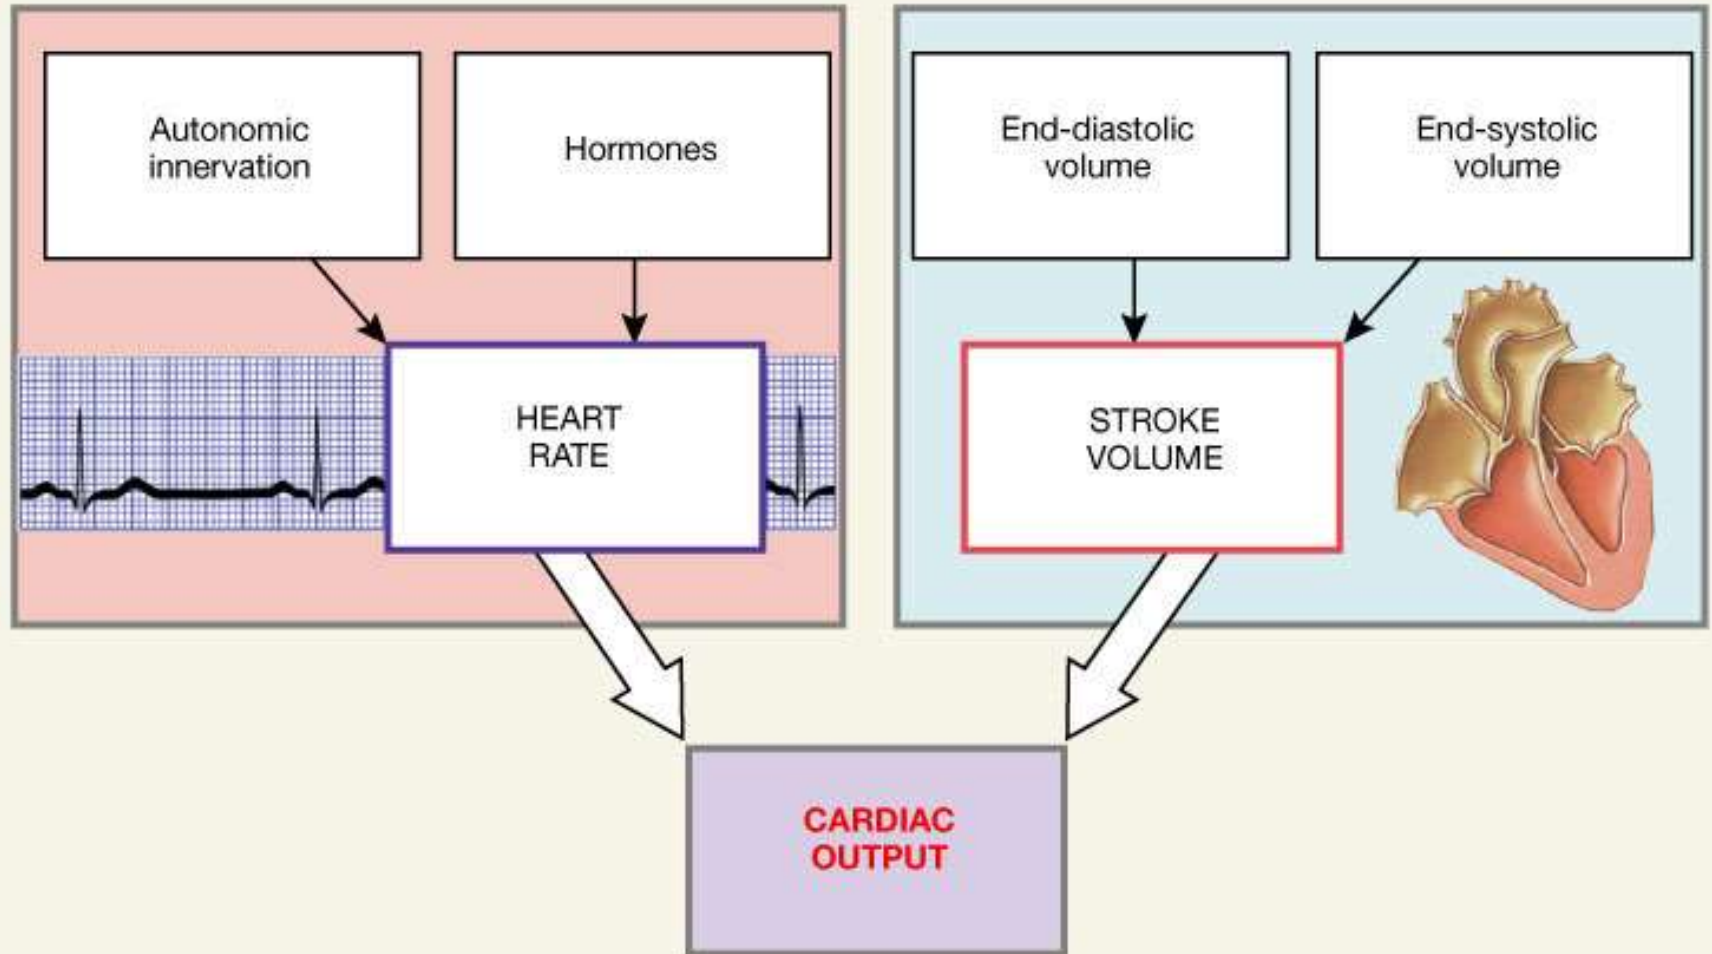 Autonomic
innervation
Hormones
End-diastolic
volume
End-systolic
volume
HEART
RATE
STROKE
VOLUME
CARDIAC
OUTPUT